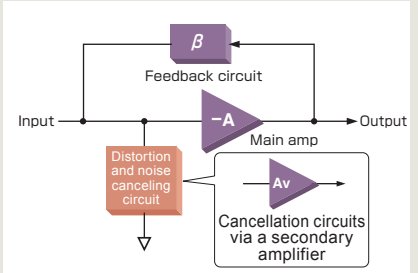 β
Feedback circuit
Input
−A
Output
Main amp
Distortion
and noise
canceling
circuit
Av
Cancellation circuits
via a secondary
amplifier